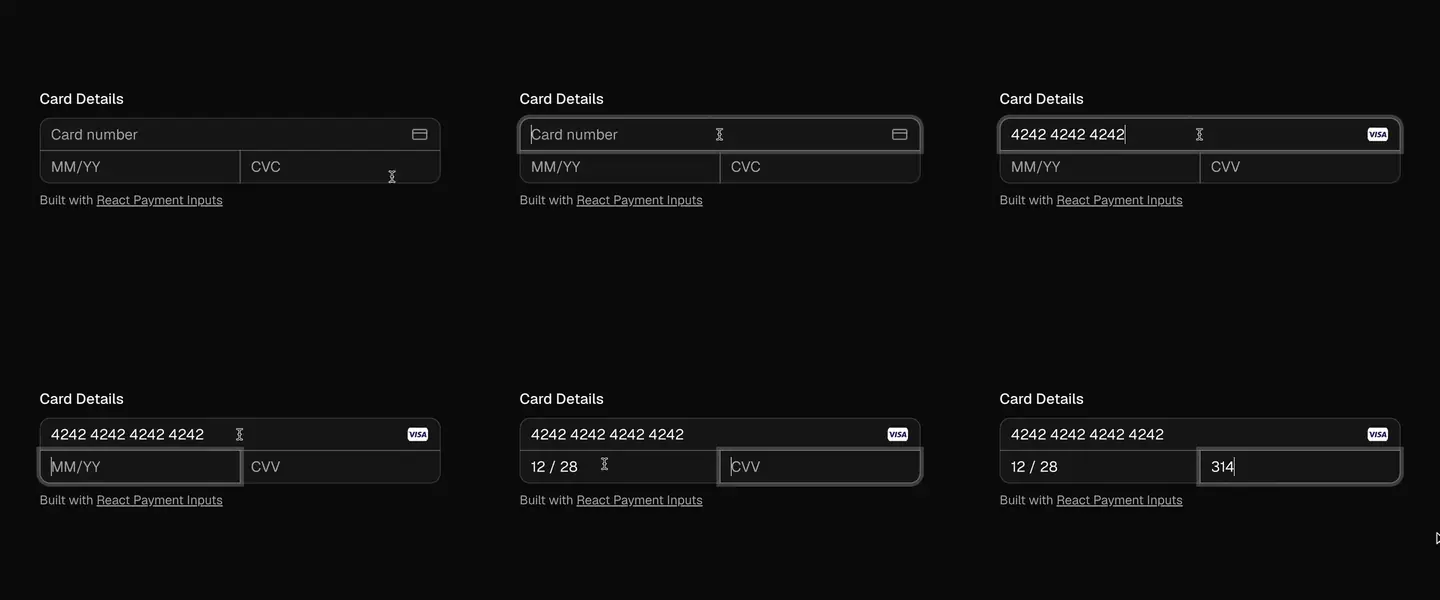 Card Details
Card number
MM/YY
CVC
Built with React Payment Inputs
Card Details
Card number
MM/YY
CVC
Built with React Payment Inputs
Card Details
4242 4242 4242
VISA
MM/YY
CVV
Built with React Payment Inputs
Card Details
4242 4242 4242 4242
VISA
MM/YY
CVV
Built with React Payment Inputs
Card Details
4242 4242 4242 4242
VISA
12 / 28
CVV
Built with React Payment Inputs
Card Details
4242 4242 4242 4242
VISA
12 / 28
314
Built with React Payment Inputs